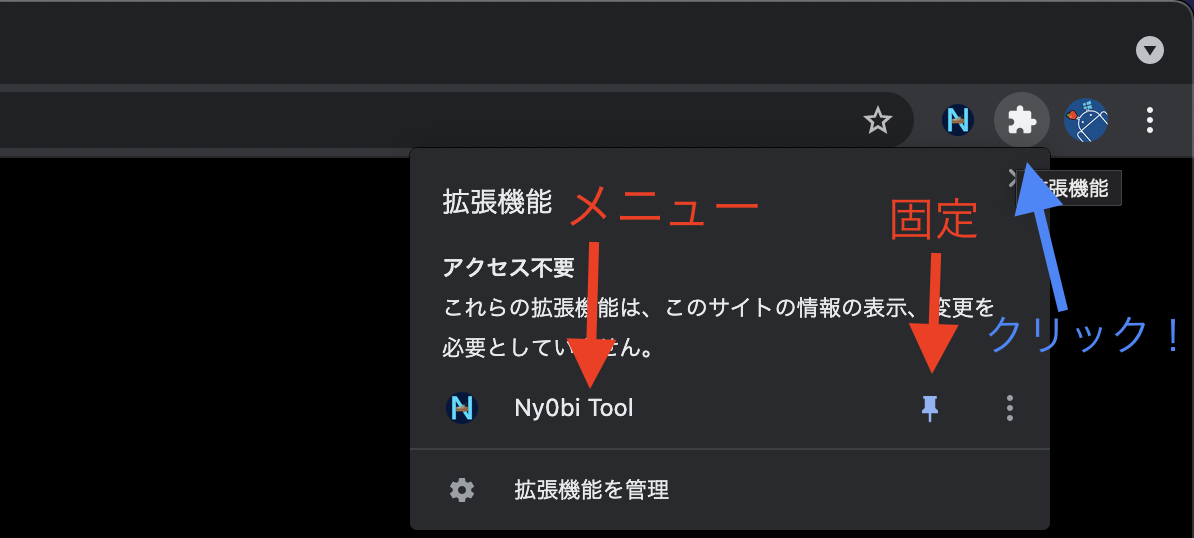 拡張機能
メニュー
固定
張機能
アクセス不要
これらの拡張機能は、このサイトの情報の表示、変更を
クリック！
必要としていません。
N Ny0bi Tool
拡張機能を管理